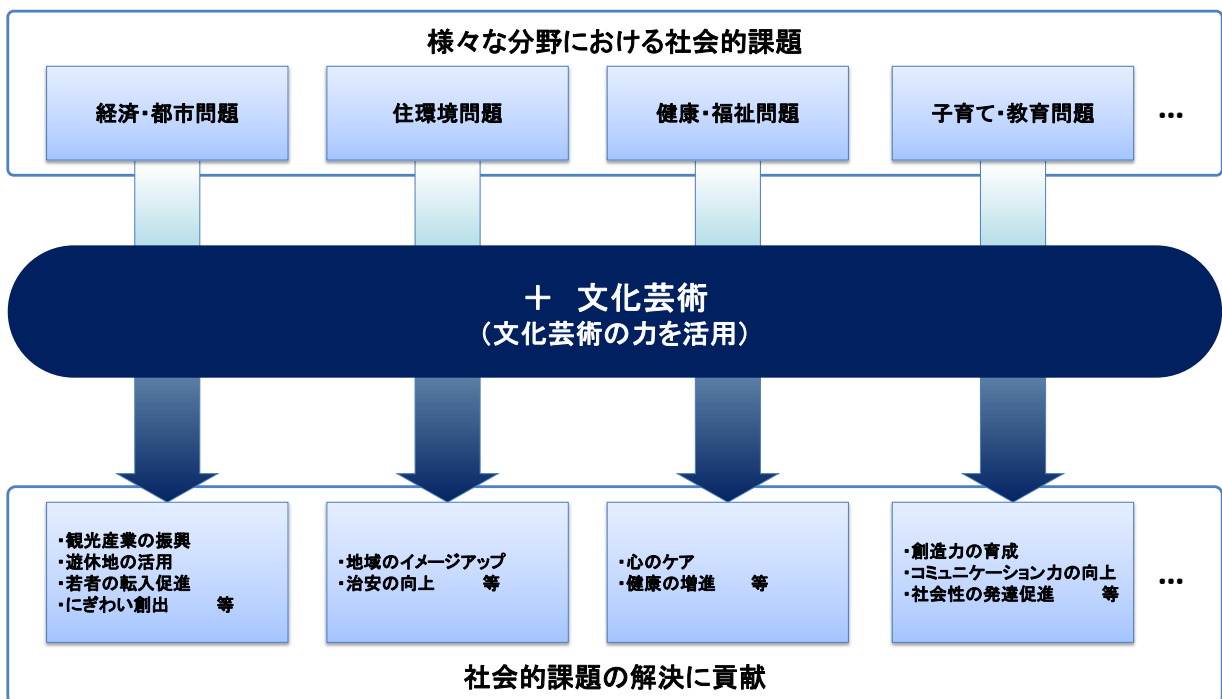 様々な分野における社会的課題
経済・都市問題
住環境問題
健康・福祉問題
子育て・教育問題
…
＋　文化芸術
（文化芸術の力を活用）
・観光産業の振興
・遊休地の活用
・若者の転入促進
・にぎわい創出　　等
・地域のイメージアップ
・治安の向上　　等
・心のケア
・健康の増進　　等
・創造力の育成
・コミュニケーション力の向上
・社会性の発達促進　　等
…
社会的課題の解決に貢献